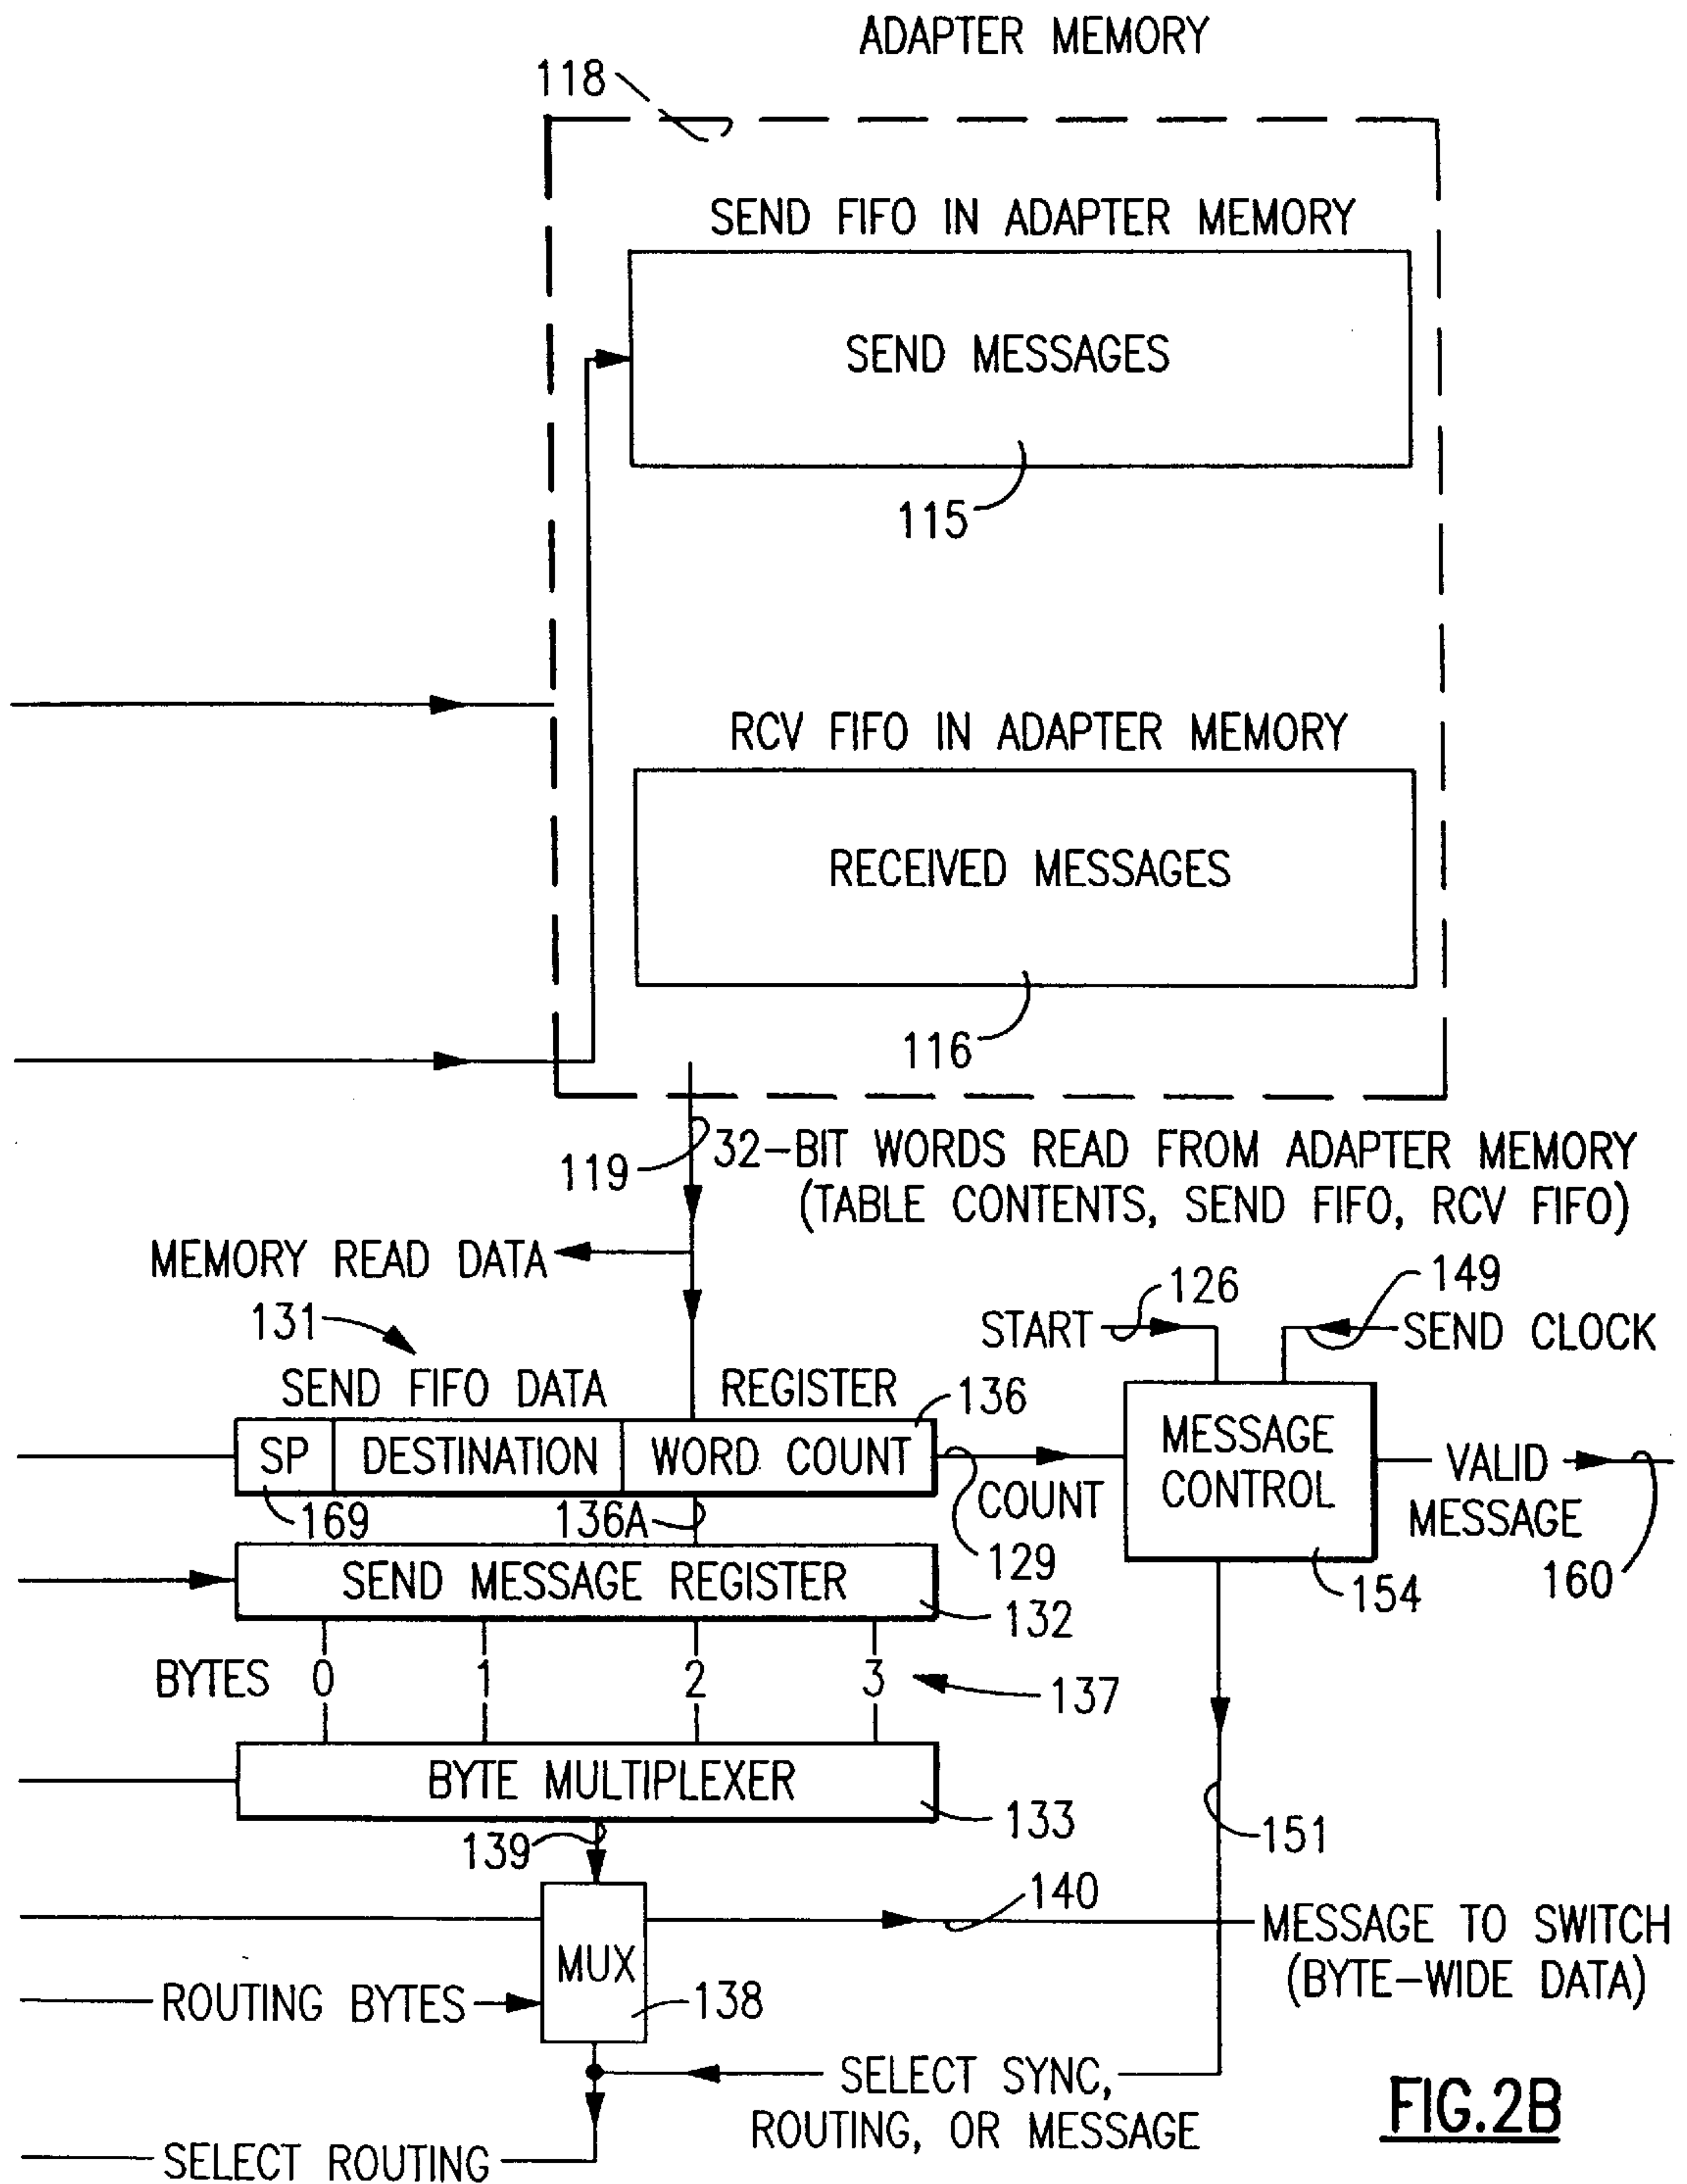 ADAPTER MEMORY
118
SEND FIFO IN ADAPTER MEMORY
SEND MESSAGES
115
RCV FIFO IN ADAPTER MEMORY
RECEIVED MESSAGES
116
119
32-BIT WORDS READ FROM ADAPTER MEMORY
(TABLE CONTENTS, SEND FIFO, RCV FIFO)
MEMORY READ DATA
126
149
131
START
SEND CLOCK
SEND FIFO DATA REGISTER
136
SP DESTINATION WORD COUNT
MESSAGE
CONTROL
VALID
MESSAGE
COUNT
169
136A
129
154
160
SEND MESSAGE REGISTER
132
BYTES 0 1 2 3
137
BYTE MULTIPLEXER
133
151
139
140
MESSAGE TO SWITCH
(BYTE-WIDE DATA)
MUX
ROUTING BYTES
138
SELECT SYNC,
ROUTING, OR MESSAGE
SELECT ROUTING
FIG.2B